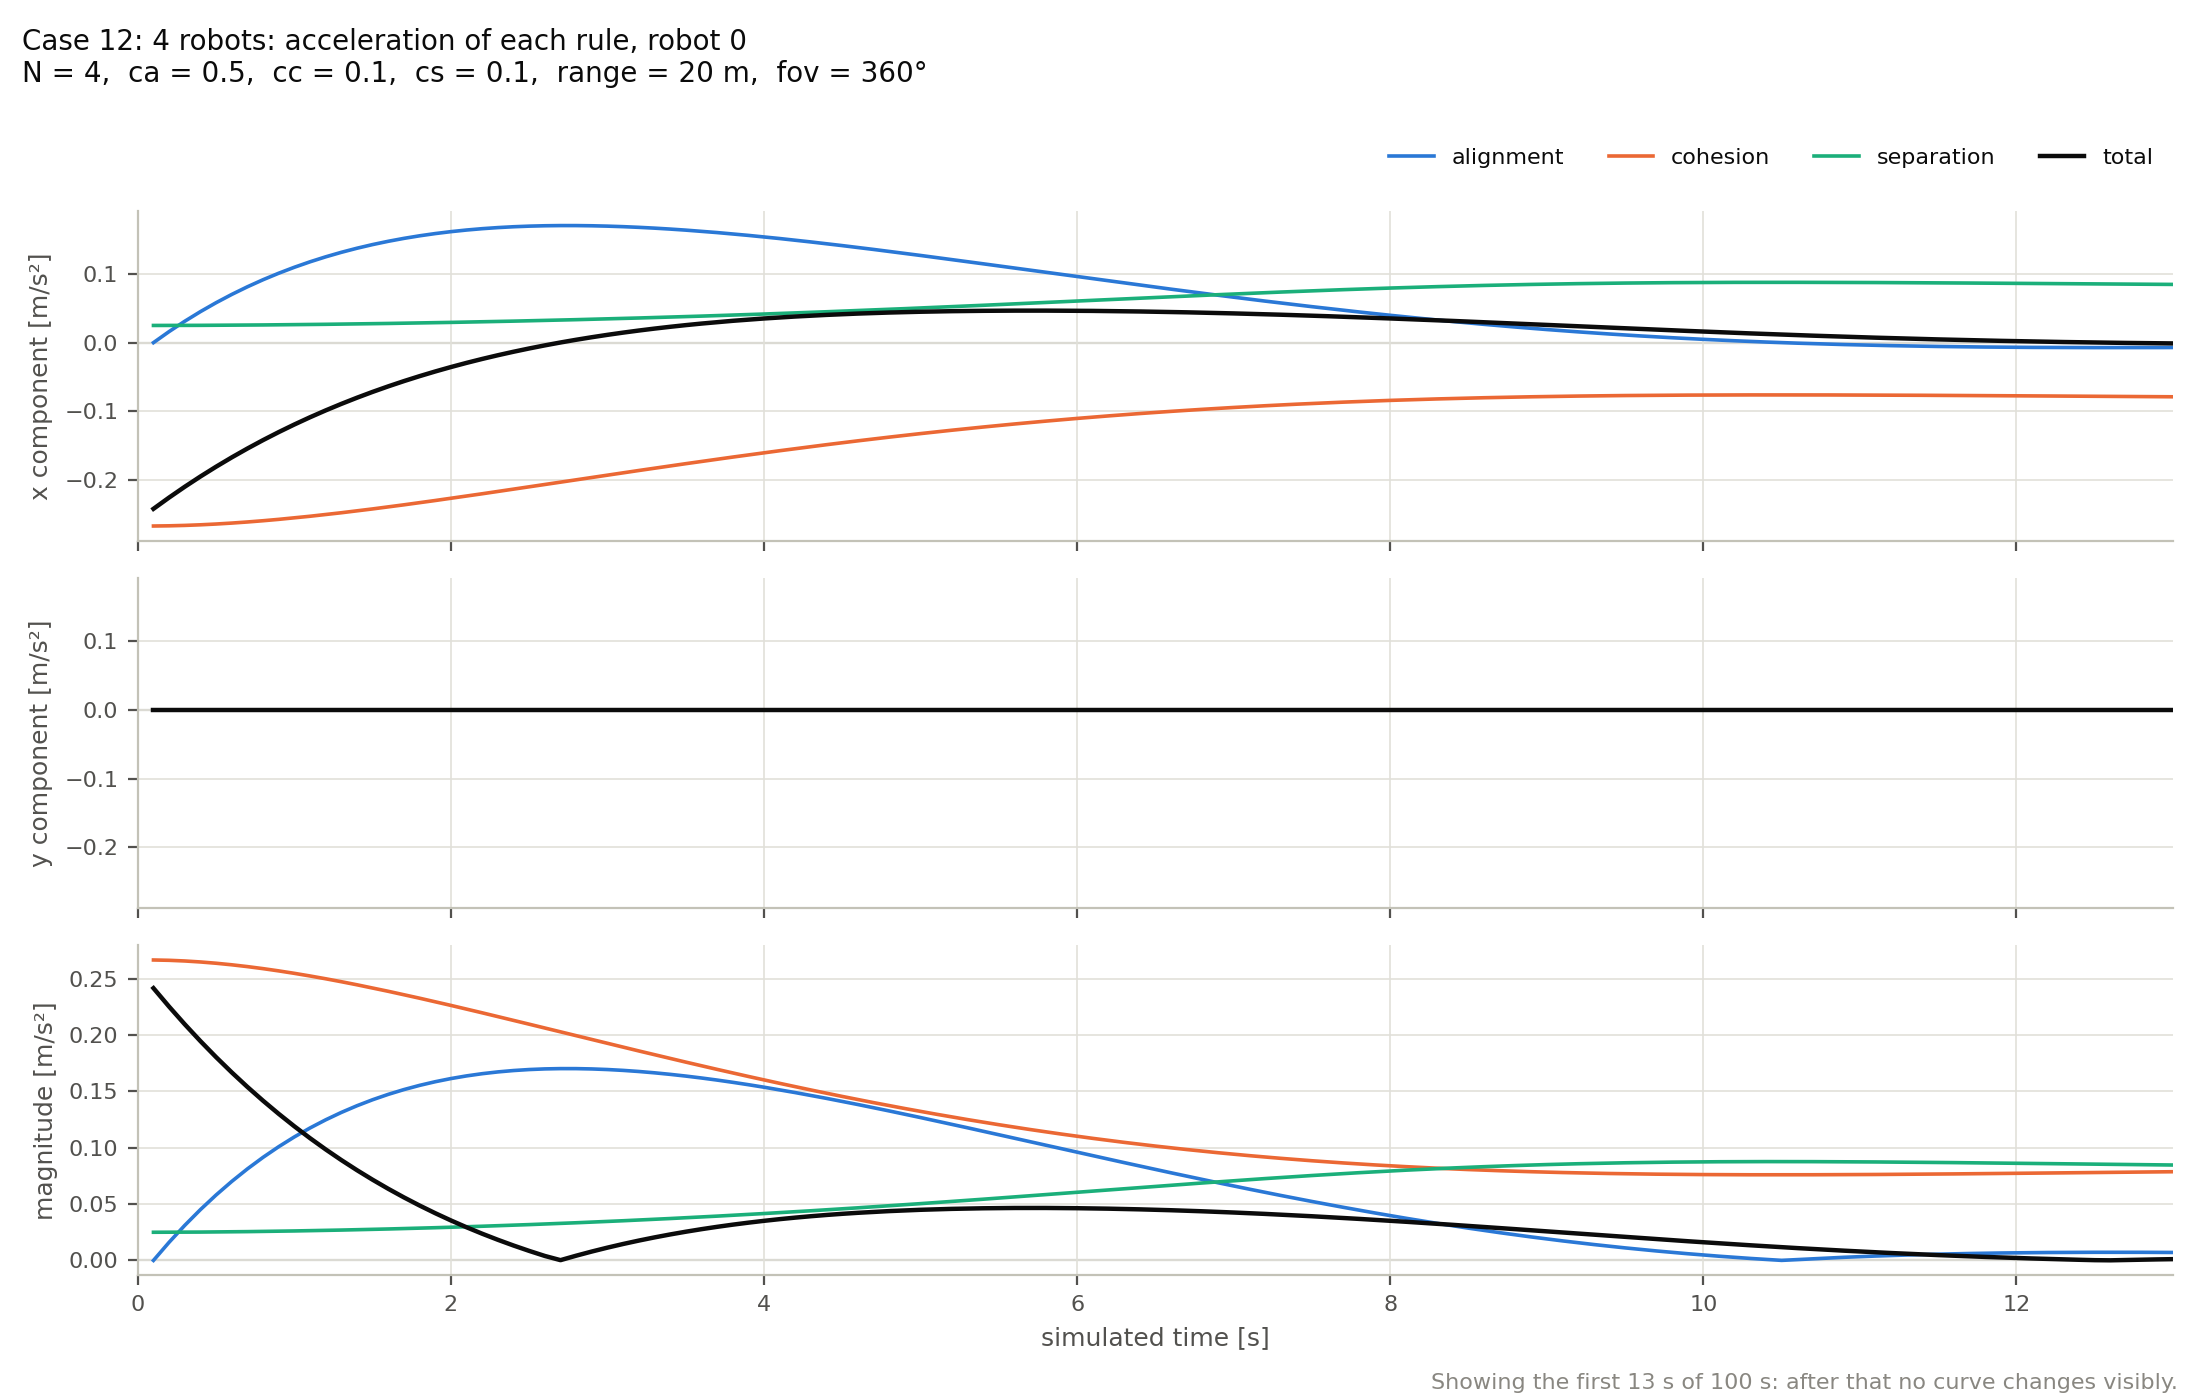 Case 12: 4 robots: acceleration of each rule, robot 0
N = 4,  ca = 0.5,  cc = 0.1,  cs = 0.1,  range = 20 m,  fov = 360°
alignment
cohesion
separation
total
x component [m/s²]
0.1
0.0
−0.1
−0.2
y component [m/s²]
0.1
0.0
−0.1
−0.2
magnitude [m/s²]
0.25
0.20
0.15
0.10
0.05
0.00
0
2
4
6
8
10
12
simulated time [s]
Showing the first 13 s of 100 s: after that no curve changes visibly.